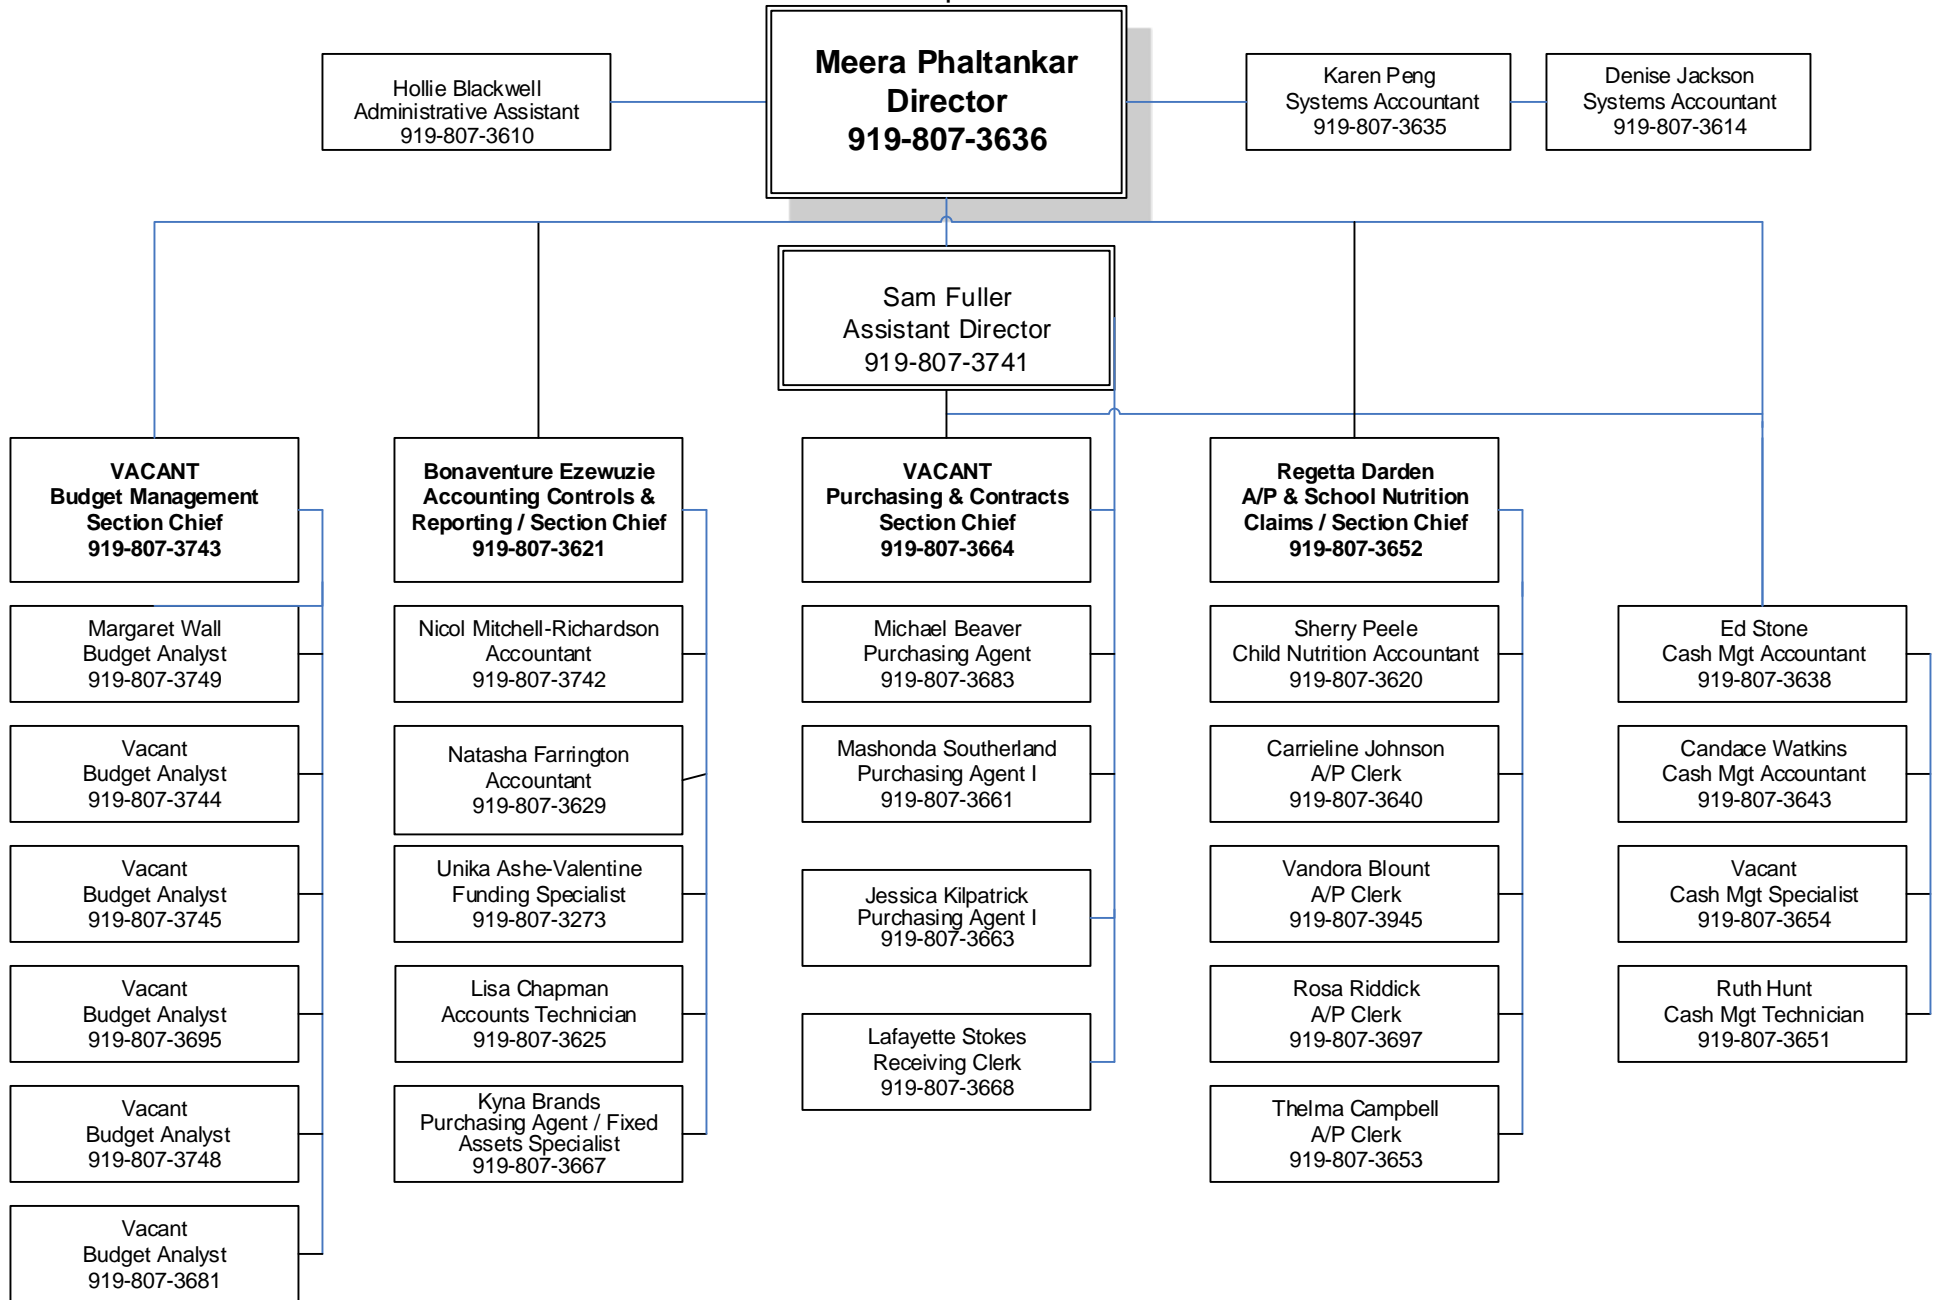 Meera Phaltankar
Director
919-807-3636
Hollie Blackwell
Administrative Assistant
919-807-3610
Karen Peng
Systems Accountant
919-807-3635
Denise Jackson
Systems Accountant
919-807-3614
Sam Fuller
Assistant Director
919-807-3741
VACANT
Budget Management
Section Chief
919-807-3743
Margaret Wall
Budget Analyst
919-807-3749
Vacant
Budget Analyst
919-807-3744
Vacant
Budget Analyst
919-807-3745
Vacant
Budget Analyst
919-807-3695
Vacant
Budget Analyst
919-807-3748
Vacant
Budget Analyst
919-807-3681
Bonaventure Ezewuzie
Accounting Controls &
Reporting / Section Chief
919-807-3621
Nicol Mitchell-Richardson
Accountant
919-807-3742
Natasha Farrington
Accountant
919-807-3629
Unika Ashe-Valentine
Funding Specialist
919-807-3273
Lisa Chapman
Accounts Technician
919-807-3625
Kyna Brands
Purchasing Agent / Fixed
Assets Specialist
919-807-3667
VACANT
Purchasing & Contracts
Section Chief
919-807-3664
Michael Beaver
Purchasing Agent
919-807-3683
Mashonda Southerland
Purchasing Agent I
919-807-3661
Jessica Kilpatrick
Purchasing Agent I
919-807-3663
Lafayette Stokes
Receiving Clerk
919-807-3668
Regetta Darden
A/P & School Nutrition
Claims / Section Chief
919-807-3652
Sherry Peele
Child Nutrition Accountant
919-807-3620
Carrieline Johnson
A/P Clerk
919-807-3640
Vandora Blount
A/P Clerk
919-807-3945
Rosa Riddick
A/P Clerk
919-807-3697
Thelma Campbell
A/P Clerk
919-807-3653
Ed Stone
Cash Mgt Accountant
919-807-3638
Candace Watkins
Cash Mgt Accountant
919-807-3643
Vacant
Cash Mgt Specialist
919-807-3654
Ruth Hunt
Cash Mgt Technician
919-807-3651